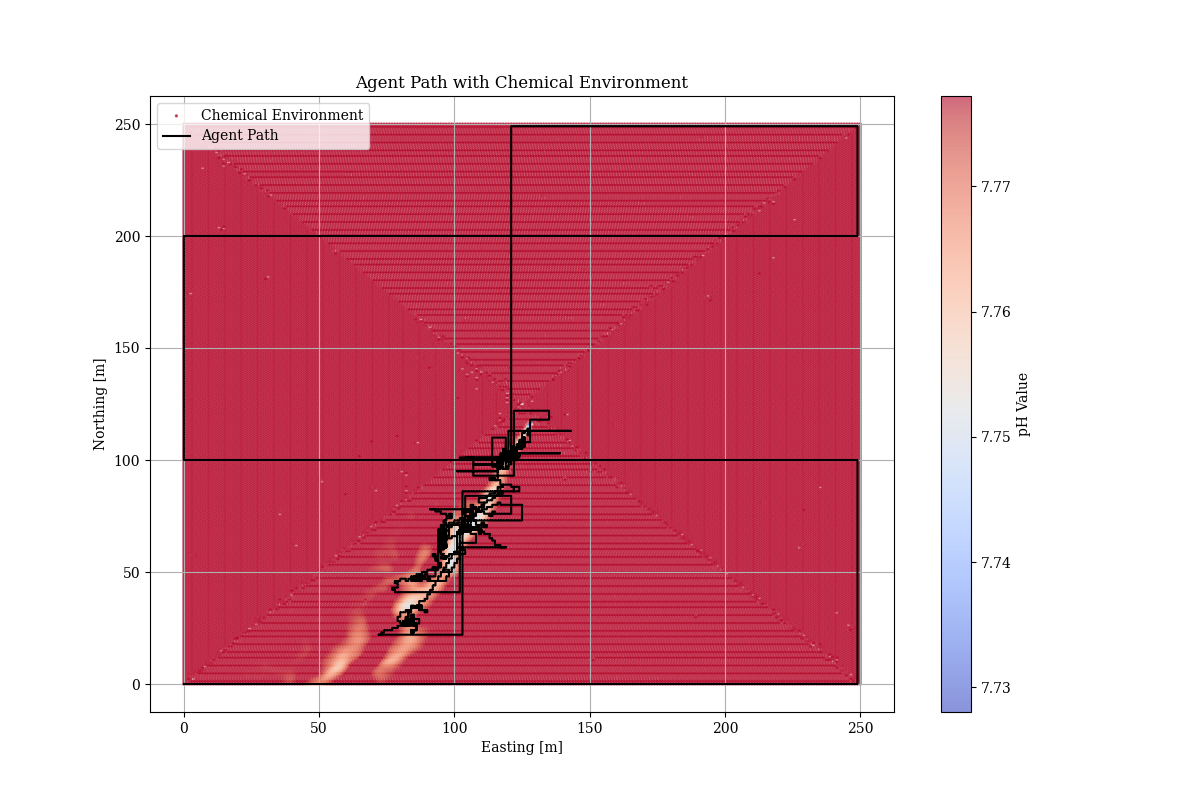 Agent Path with Chemical Environment
Chemical Environment
Agent Path
250
200
150
100
50
0
Northing [m]
0 50 100 150 200 250
Easting [m]
7.77
7.76
7.75
7.74
7.73
pH Value